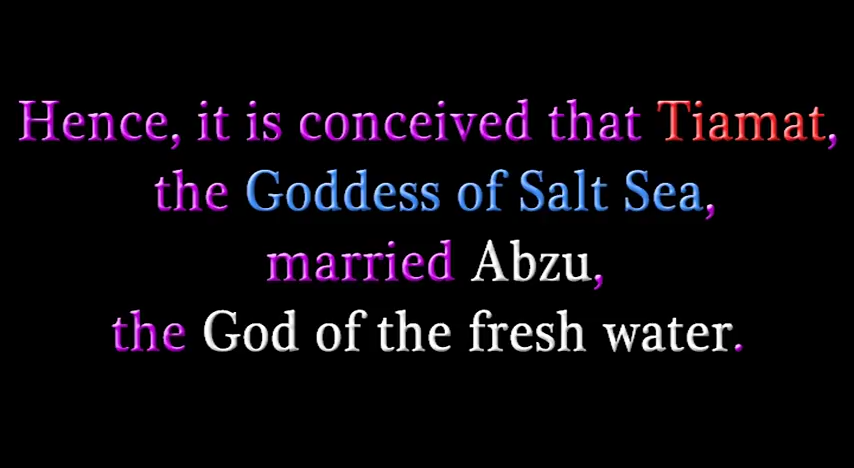 Hence, it is conceived that Tiamat,
the Goddess of Salt Sea,
married Abzu,
the God of the fresh water.